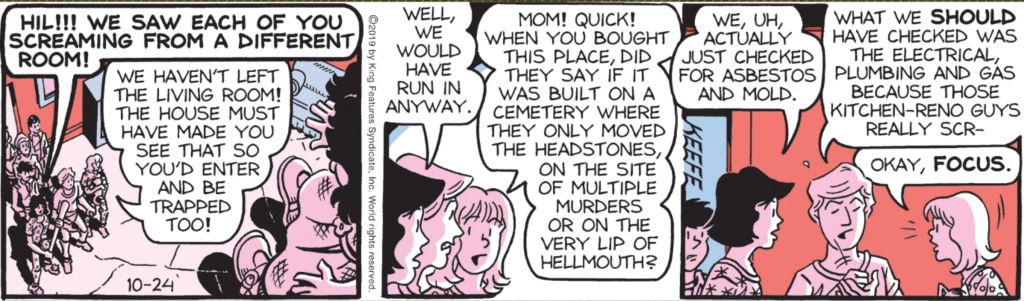 HIL!!! WE SAW EACH OF YOU
SCREAMING FROM A DIFFERENT
ROOM!
WE HAVEN'T LEFT
THE LIVING ROOM!
THE HOUSE MUST
HAVE MADE YOU
SEE THAT SO
YOU'D ENTER
AND BE
TRAPPED
TOO!
10-24
©2019 by King Features Syndicate, Inc. World rights reserved.
WELL,
WE
WOULD
HAVE
RUN IN
ANYWAY.
MOM! QUICK!
WHEN YOU BOUGHT
THIS PLACE, DID
THEY SAY IF IT
WAS BUILT ON A
CEMETERY WHERE
THEY ONLY MOVED
THE HEADSTONES,
ON THE SITE
OF MULTIPLE
MURDERS
OR ON THE
VERY LIP OF
HELLMOUTH?
WE, UH,
ACTUALLY
JUST CHECKED
FOR ASBESTOS
AND MOLD.
WHAT WE SHOULD
HAVE CHECKED WAS
THE ELECTRICAL,
PLUMBING AND GAS
BECAUSE THOSE
KITCHEN-RENO GUYS
REALLY SCR-
OKAY, FOCUS.